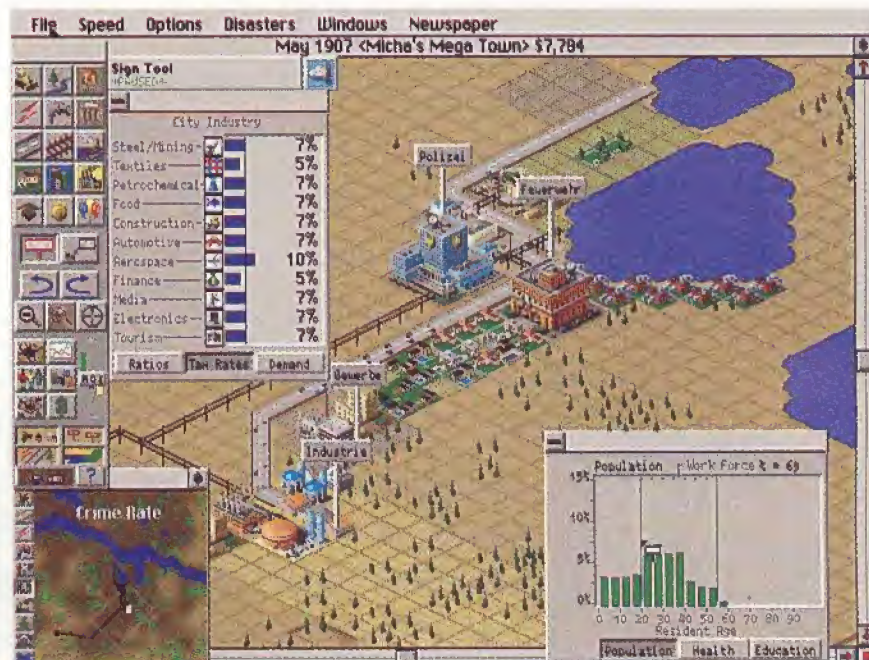 File Speed Options Disasters Windows Newspaper
May 1907 <Micha's Mega Town> $7,784
Sign Tool
-PAUSED-
City Industry
Steel/Mining 7%
Textiles 5%
Petrochemical 7%
Food 7%
Construction 7%
Automotive 7%
Aerospace 10%
Finance 5%
Media 7%
Electronics 7%
Tourism 7%
Ratios Tax Rates Demand
Polizei
Feuerwehr
Gewerbe
Industrie
?
Crime Rate
Population Work Force % = 69
15%
10%
5%
0%
0 10 20 30 40 50 60 70 80 90
Resident Age
Population Health Education